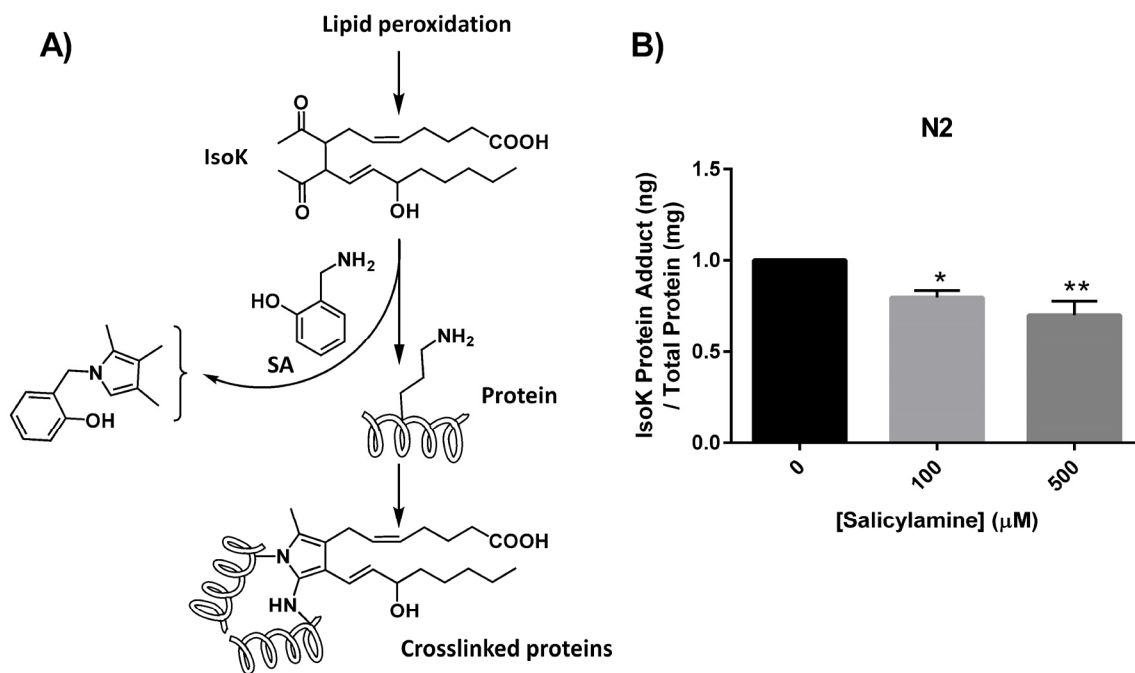 A)
Lipid peroxidation
O
COOH
IsoK
O
OH
NH2
HO
SA
NH2
N
OH
Protein
COOH
N
HN
OH
Crosslinked proteins
B)
N2
IsoK Protein Adduct (ng)
/ Total Protein (mg)
1.5
1.0
0.5
0.0
*
**
0
100
500
[Salicylamine] (μM)